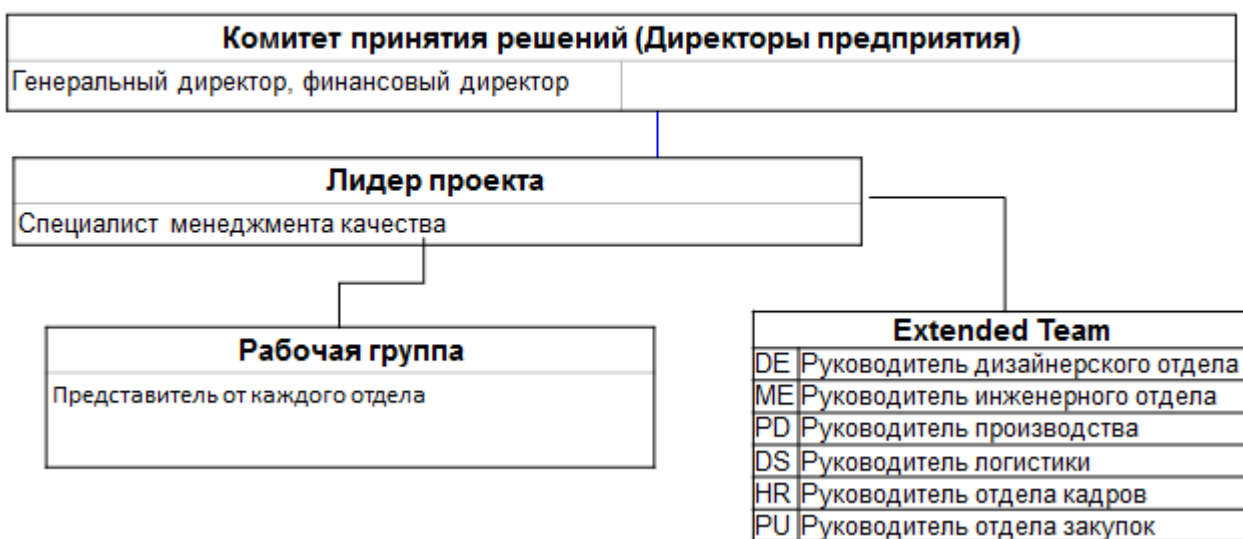 Комитет принятия решений (Директоры предприятия)
Генеральный директор, финансовый директор
Лидер проекта
Специалист менеджмента качества
Рабочая группа
Представитель от каждого отдела
Extended Team
DE Руководитель дизайнерского отдела
ME Руководитель инженерного отдела
PD Руководитель производства
DS Руководитель логистики
HR Руководитель отдела кадров
PU Руководитель отдела закупок